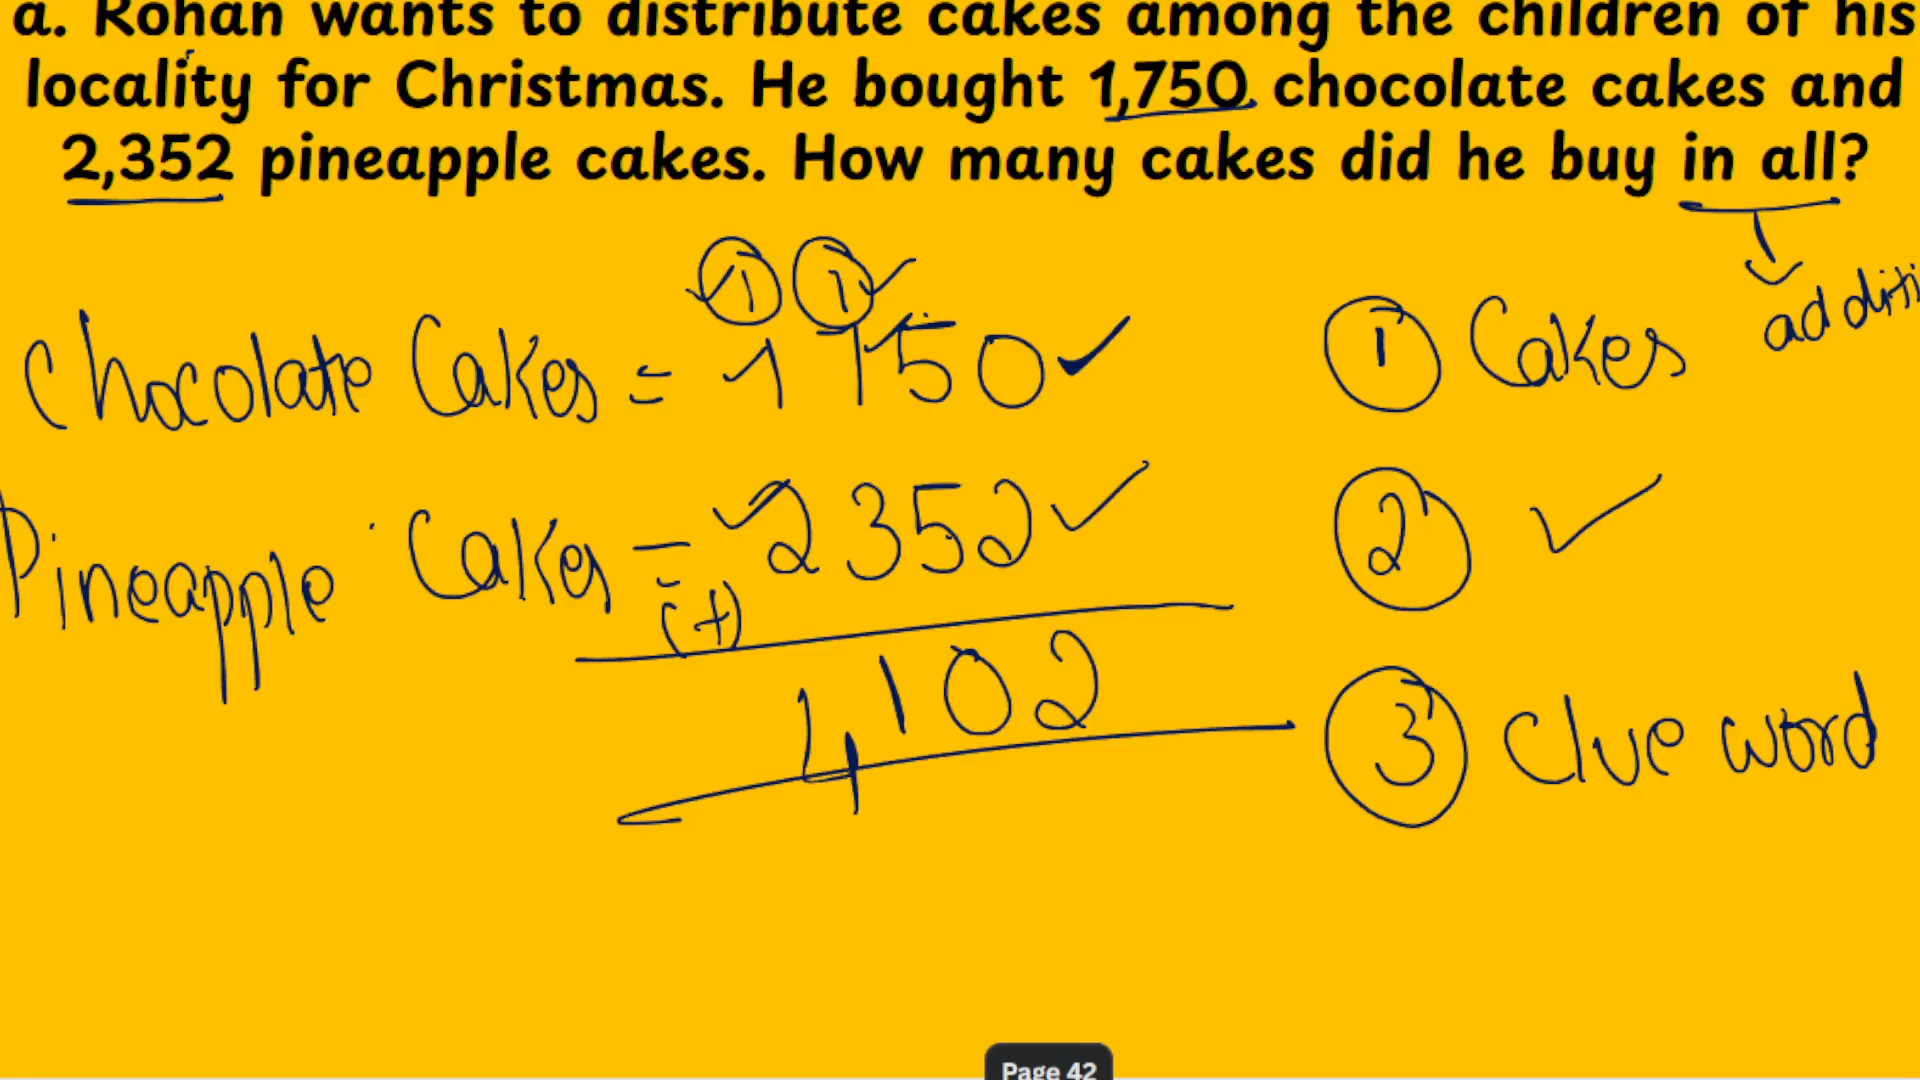 a. Rohan wants to distribute cakes among the children of his
locality for Christmas. He bought 1,750 chocolate cakes and
2,352 pineapple cakes. How many cakes did he buy in all?
additi
1 1
Chocolate Cakes = 1750
1 Cakes
Pineapple Cakes = 2352
2
(+)
4102
3 Clue word
Page 42